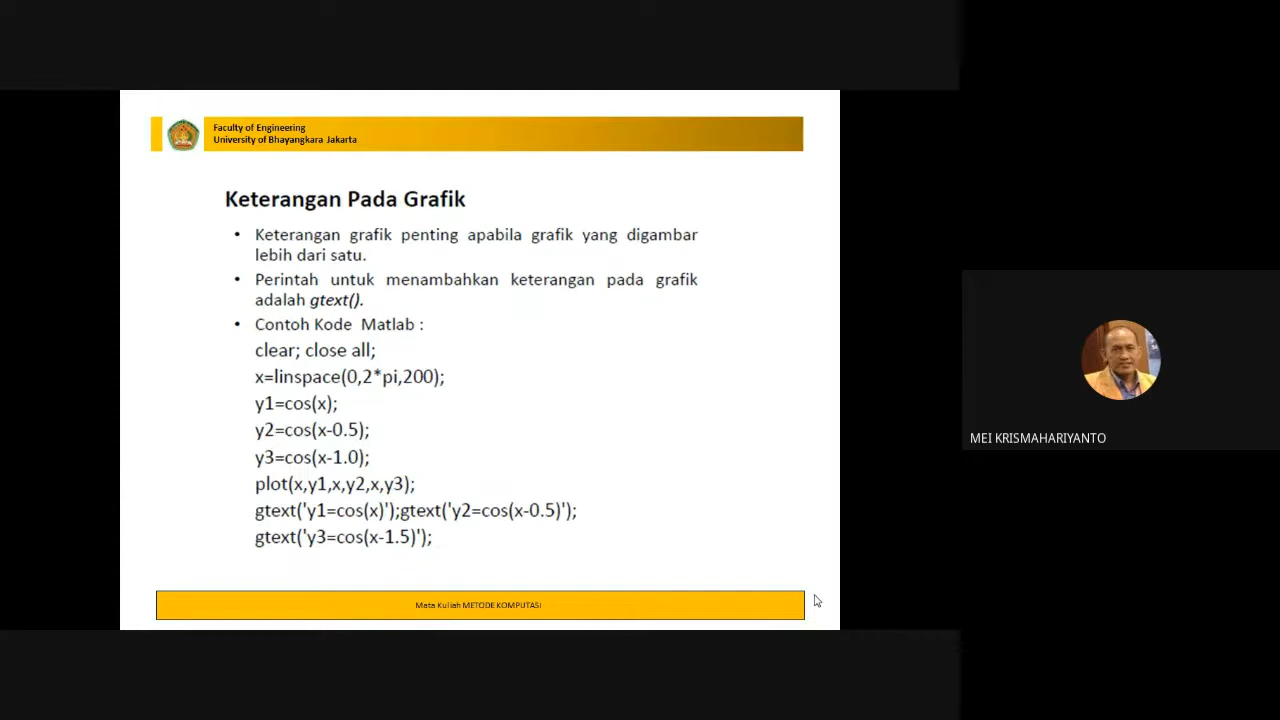 Faculty of Engineering
University of Bhayangkara Jakarta
Keterangan Pada Grafik
• Keterangan grafik penting apabila grafik yang digambar
lebih dari satu.
• Perintah untuk menambahkan keterangan pada grafik
adalah gtext().
• Contoh Kode Matlab :
clear; close all;
x=linspace(0,2*pi,200);
y1=cos(x);
y2=cos(x-0.5);
y3=cos(x-1.0);
plot(x,y1,x,y2,x,y3);
gtext('y1=cos(x)');gtext('y2=cos(x-0.5)');
gtext('y3=cos(x-1.5)');
Mata Kuliah METODE KOMPUTASI
MEI KRISMAHARIYANTO